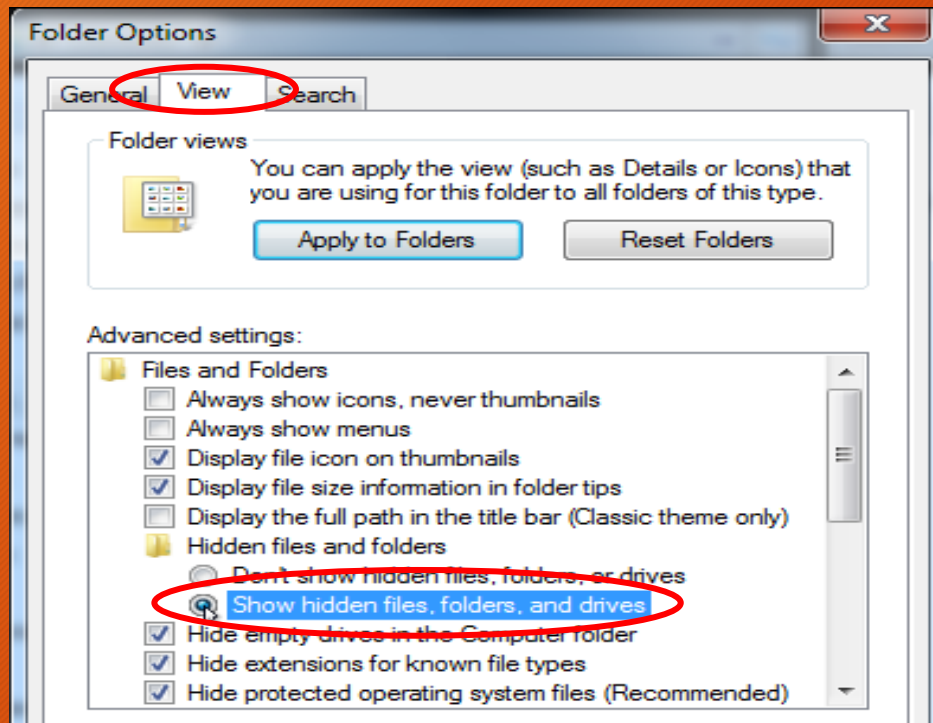 Folder Options
General View Search
Folder views
You can apply the view (such as Details or Icons) that
you are using for this folder to all folders of this type.
Apply to Folders Reset Folders
Advanced settings:
Files and Folders
Always show icons, never thumbnails
Always show menus
Display file icon on thumbnails
Display file size information in folder tips
Display the full path in the title bar (Classic theme only)
Hidden files and folders
Don't show hidden files, folders, or drives
Show hidden files, folders, and drives
Hide empty drives in the Computer folder
Hide extensions for known file types
Hide protected operating system files (Recommended)